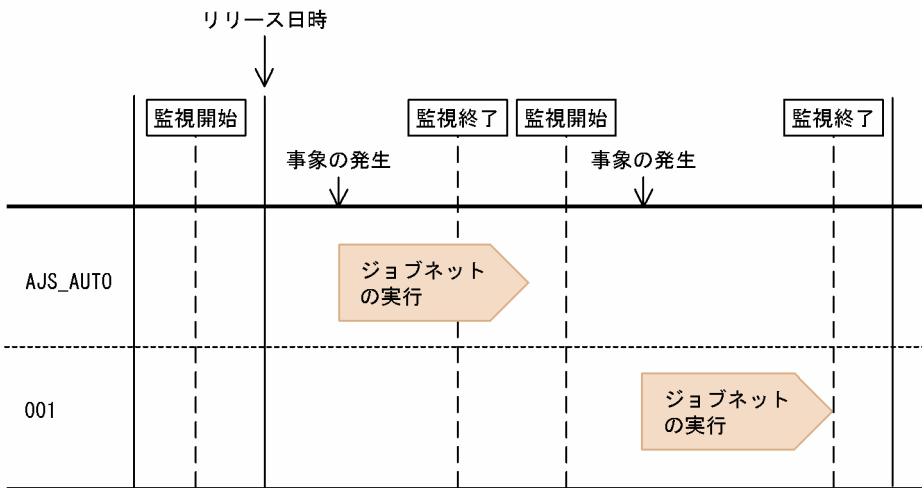 リリース日時
監視開始
監視終了
監視開始
監視終了
事象の発生
事象の発生
AJS_AUTO
ジョブネット
の実行
001
ジョブネット
の実行